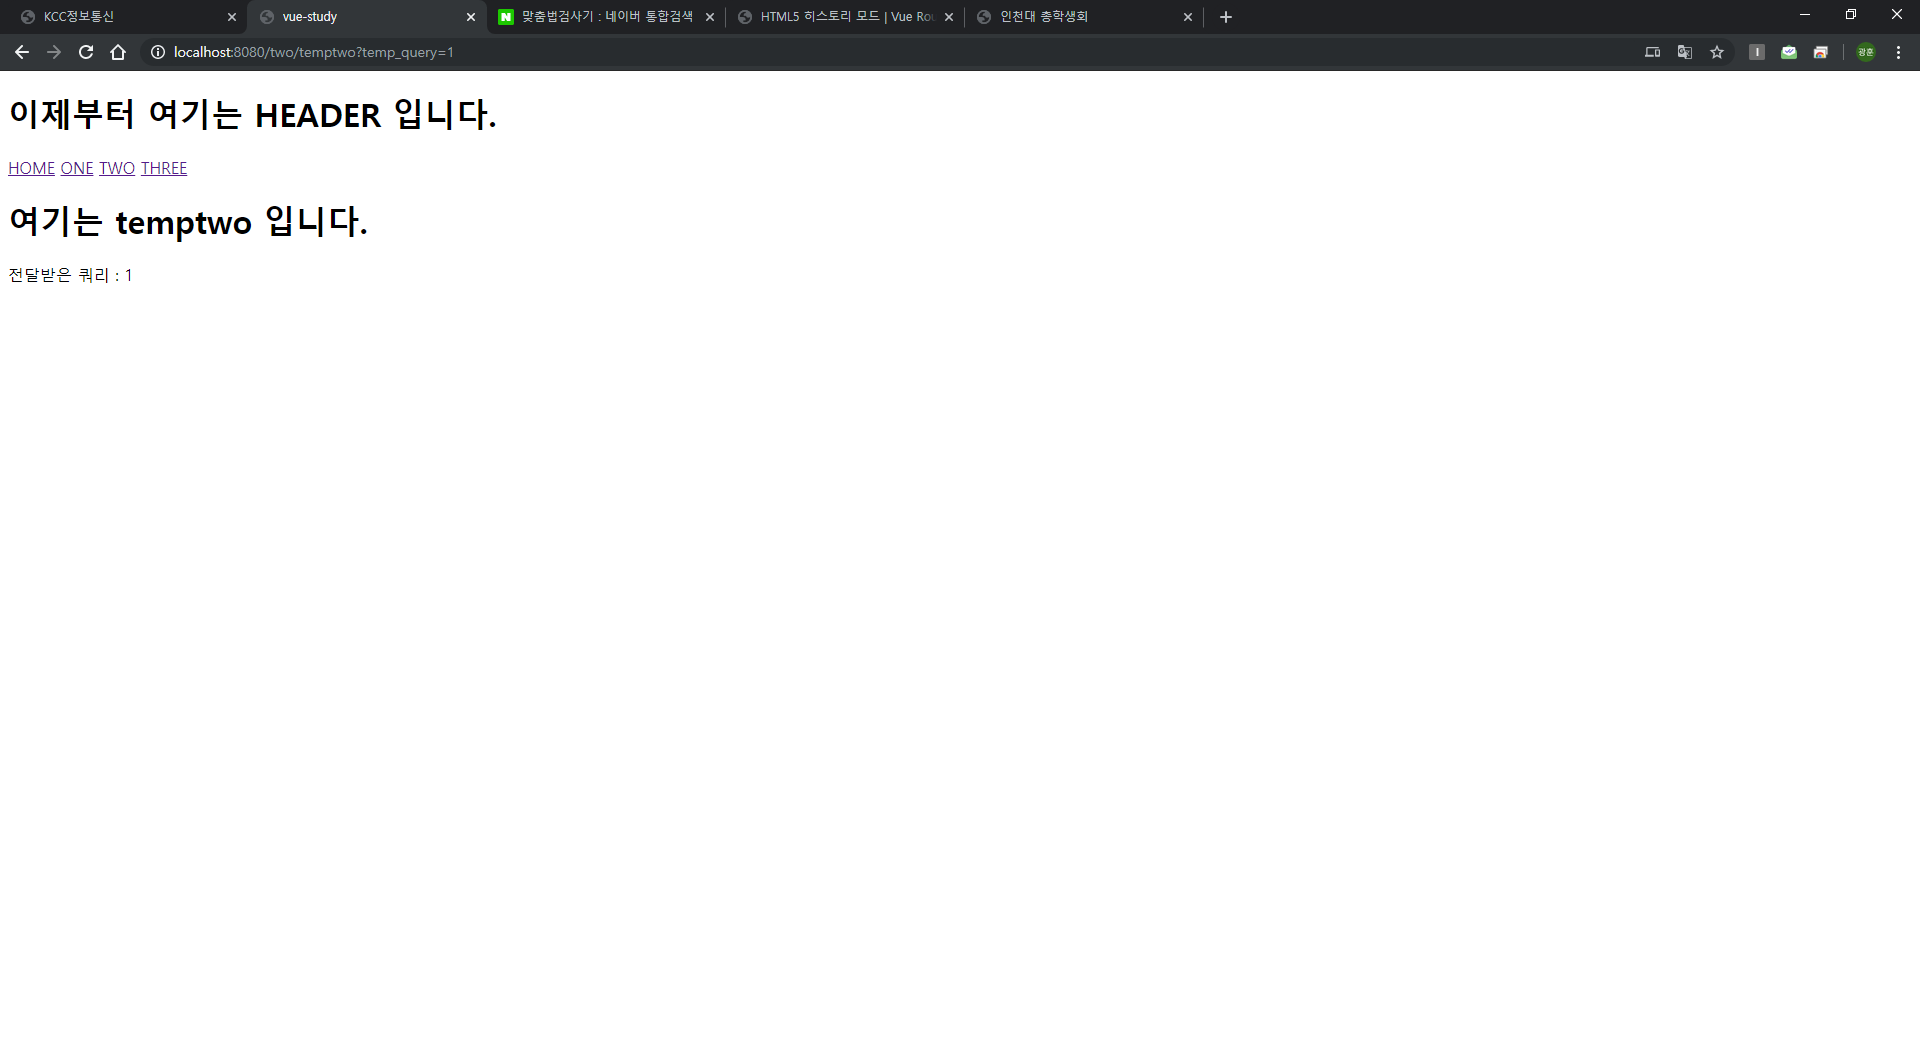 KCC정보통신
vue-study
맞춤법검사기 : 네이버 통합검색
HTML5 히스토리 모드 | Vue Rou
인천대 총학생회
localhost:8080/two/temptwo?temp_query=1
I
광훈
이제부터 여기는 HEADER 입니다.
HOME ONE TWO THREE
여기는 temptwo 입니다.
전달받은 쿼리 : 1